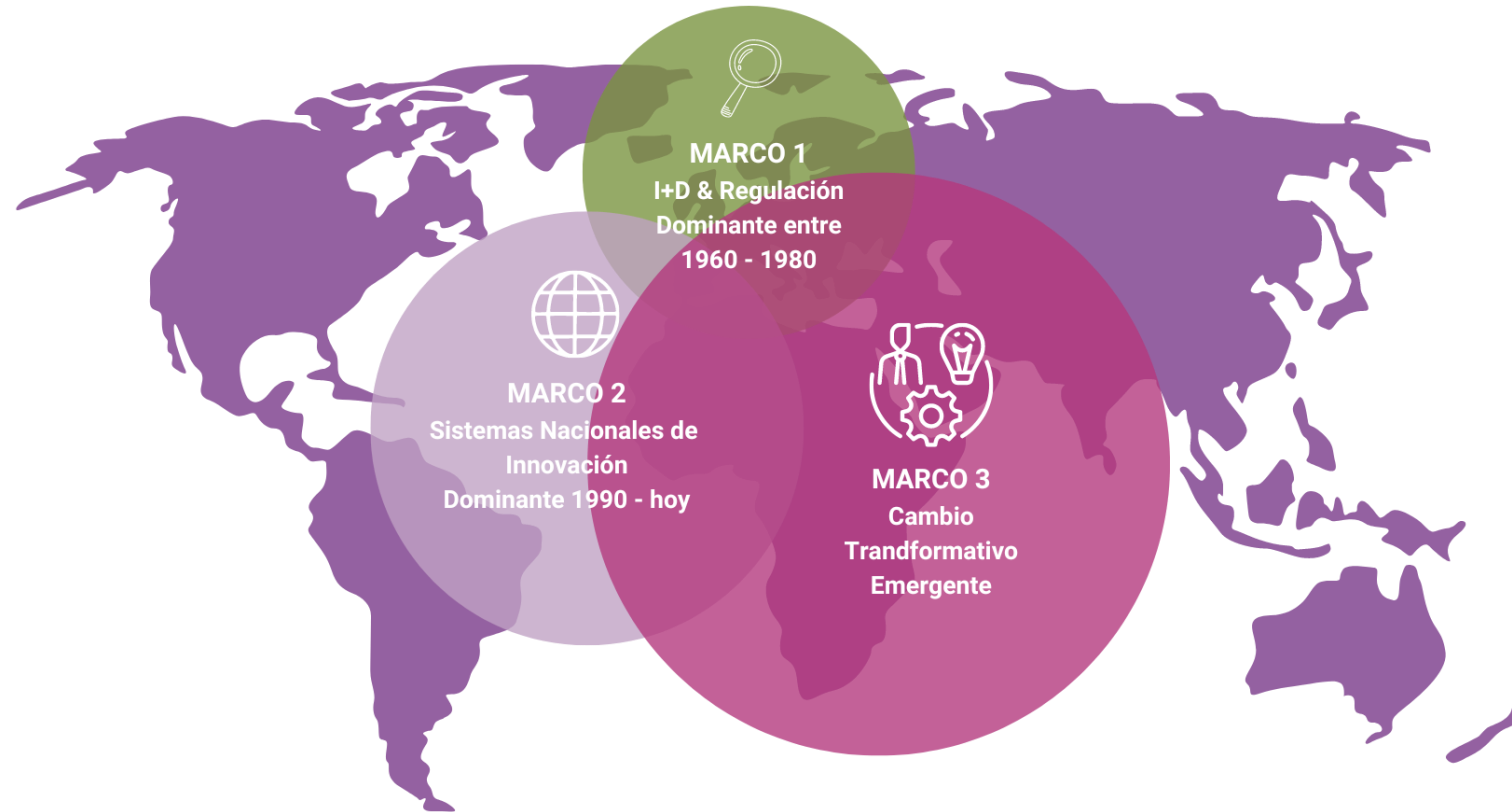 MARCO 1
I+D & Regulación
Dominante entre
1960 - 1980
MARCO 2
Sistemas Nacionales de
Innovación
Dominante 1990 - hoy
MARCO 3
Cambio
Trandformativo
Emergente